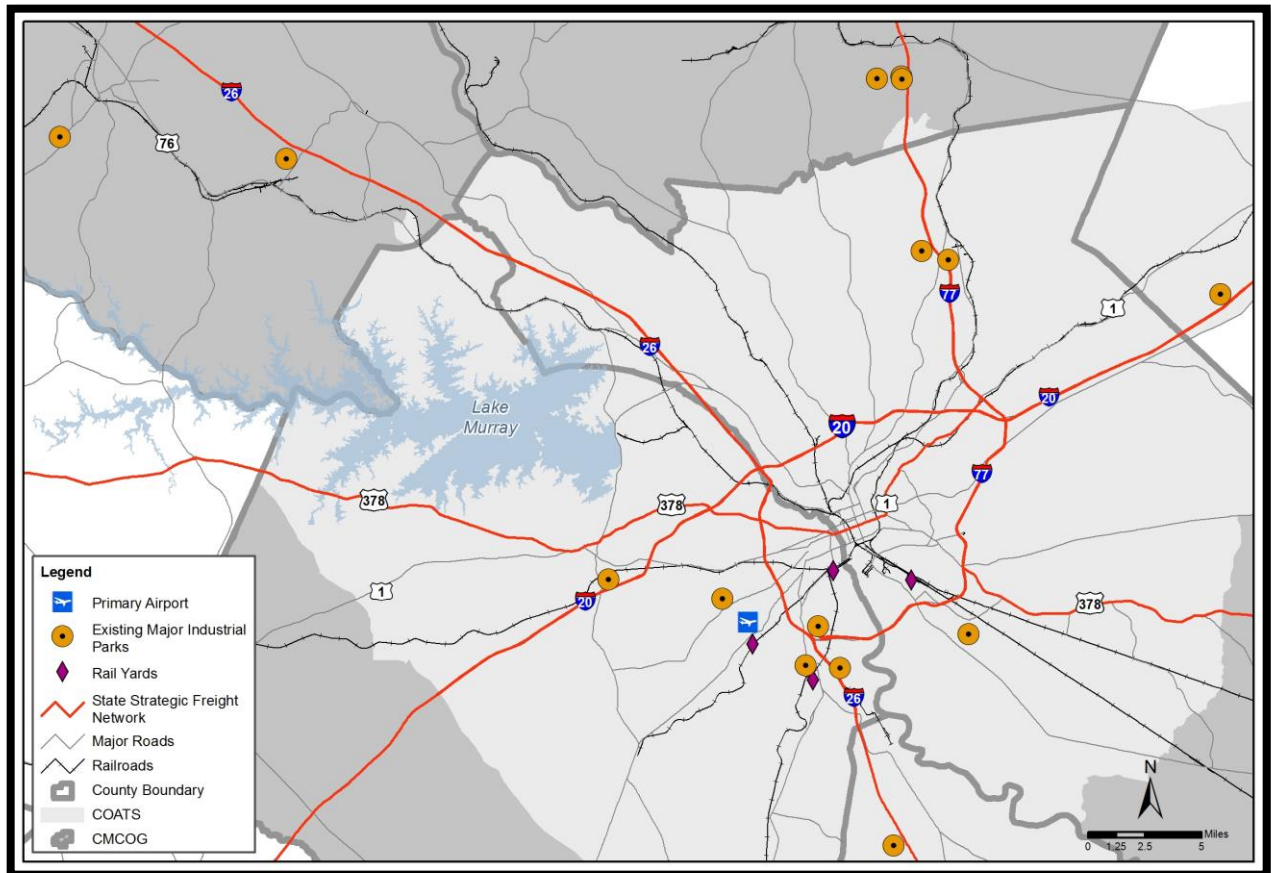 26
76
77
1
26
20
20
Lake
Murray
77
378
378
1
1
20
378
26
Legend
Primary Airport
Existing Major Industrial
Parks
Rail Yards
State Strategic Freight
Network
Major Roads
Railroads
County Boundary
COATS
CMCOG
N
Miles
0 1.25 2.5 5